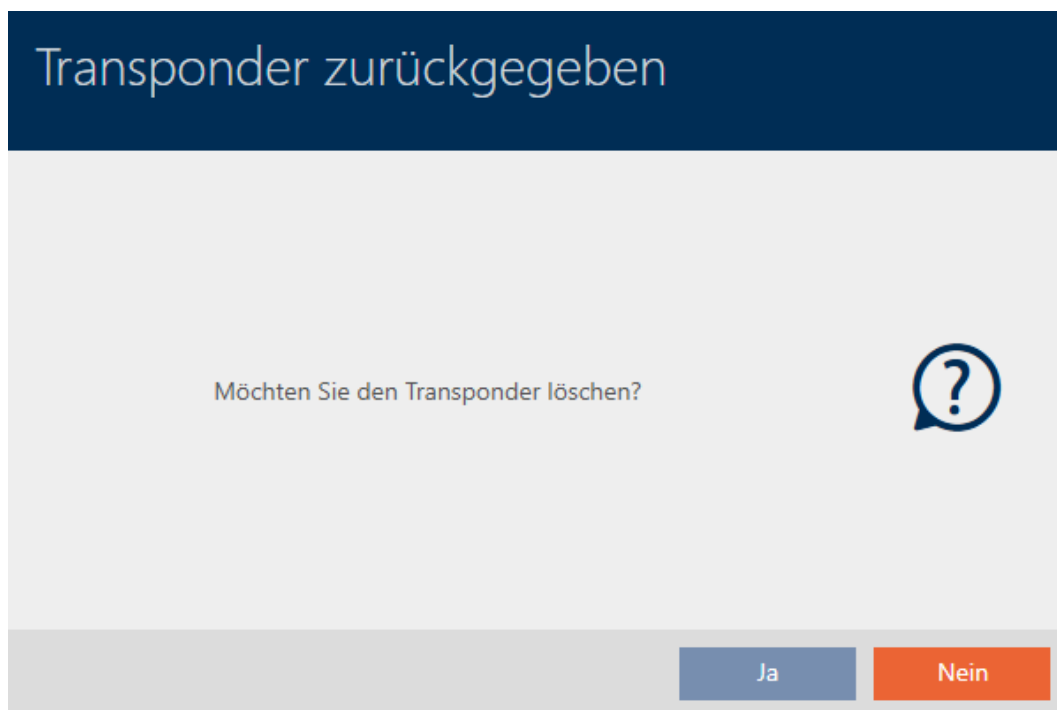 Transponder zurückgegeben
Möchten Sie den Transponder löschen?
?
Ja
Nein